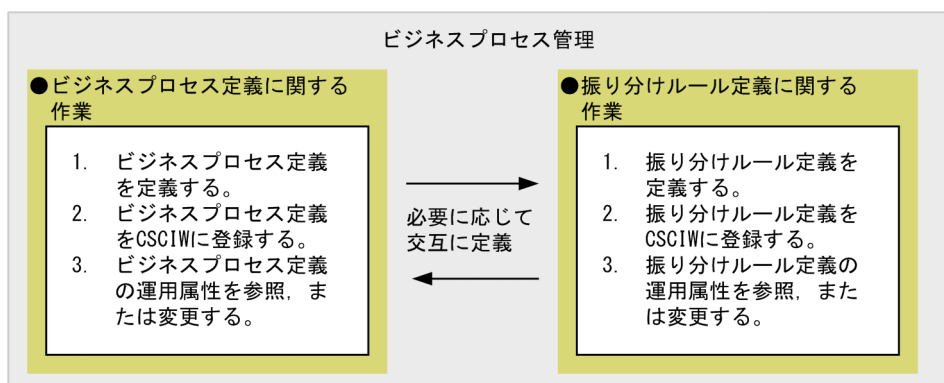 ビジネスプロセス管理
●ビジネスプロセス定義に関する
作業
1. ビジネスプロセス定義
を定義する。
2. ビジネスプロセス定義
をCSCIWに登録する。
3. ビジネスプロセス定義
の運用属性を参照，ま
たは変更する。
必要に応じて
交互に定義
●振り分けルール定義に関する
作業
1. 振り分けルール定義を
定義する。
2. 振り分けルール定義を
CSCIWに登録する。
3. 振り分けルール定義の
運用属性を参照，また
は変更する。